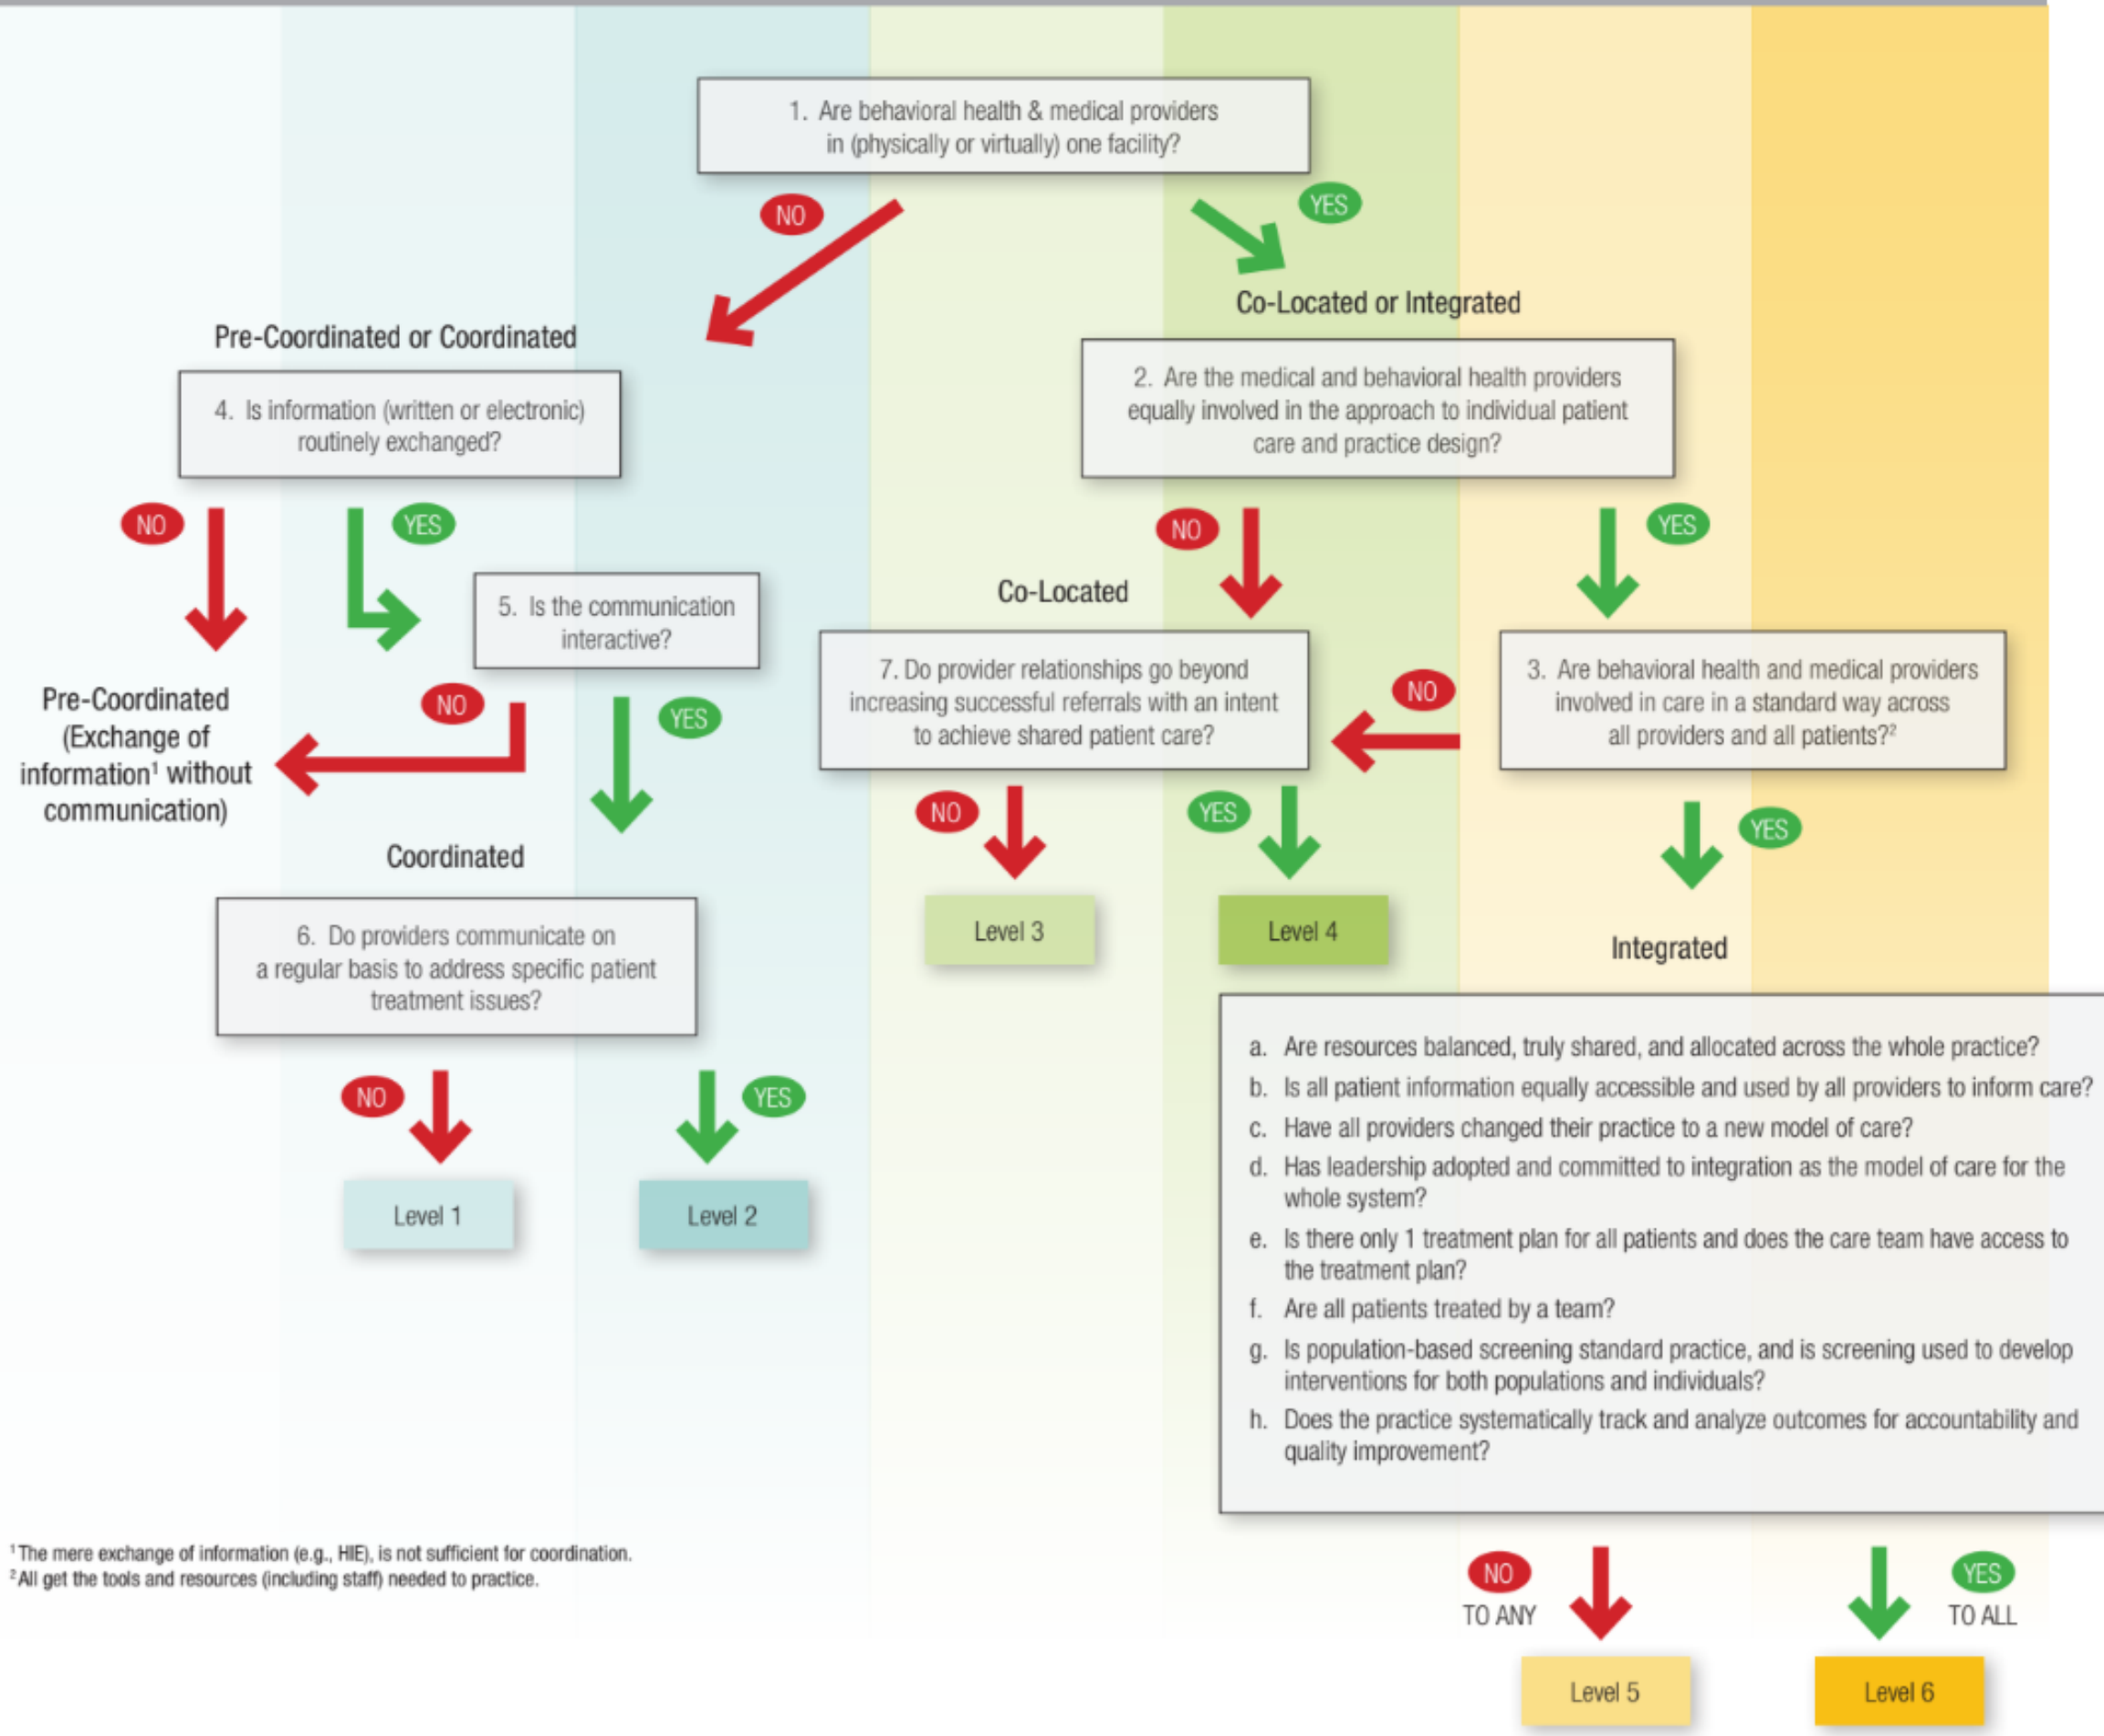 1. Are behavioral health & medical providers
in (physically or virtually) one facility?
NO
YES
Co-Located or Integrated
Pre-Coordinated or Coordinated
2. Are the medical and behavioral health providers
equally involved in the approach to individual patient
care and practice design?
4. Is information (written or electronic)
routinely exchanged?
NO
YES
NO
YES
5. Is the communication
interactive?
Co-Located
7. Do provider relationships go beyond
increasing successful referrals with an intent
to achieve shared patient care?
NO
3. Are behavioral health and medical providers
involved in care in a standard way across
all providers and all patients?²
Pre-Coordinated
(Exchange of
information¹ without
communication)
NO
YES
NO
YES
YES
Coordinated
6. Do providers communicate on
a regular basis to address specific patient
treatment issues?
Level 3
Level 4
Integrated
a. Are resources balanced, truly shared, and allocated across the whole practice?
b. Is all patient information equally accessible and used by all providers to inform care?
c. Have all providers changed their practice to a new model of care?
d. Has leadership adopted and committed to integration as the model of care for the
whole system?
e. Is there only 1 treatment plan for all patients and does the care team have access to
the treatment plan?
f. Are all patients treated by a team?
g. Is population-based screening standard practice, and is screening used to develop
interventions for both populations and individuals?
h. Does the practice systematically track and analyze outcomes for accountability and
quality improvement?
NO
YES
Level 1
Level 2
¹ The mere exchange of information (e.g., HIE), is not sufficient for coordination.
² All get the tools and resources (including staff) needed to practice.
NO
TO ANY
YES
TO ALL
Level 5
Level 6